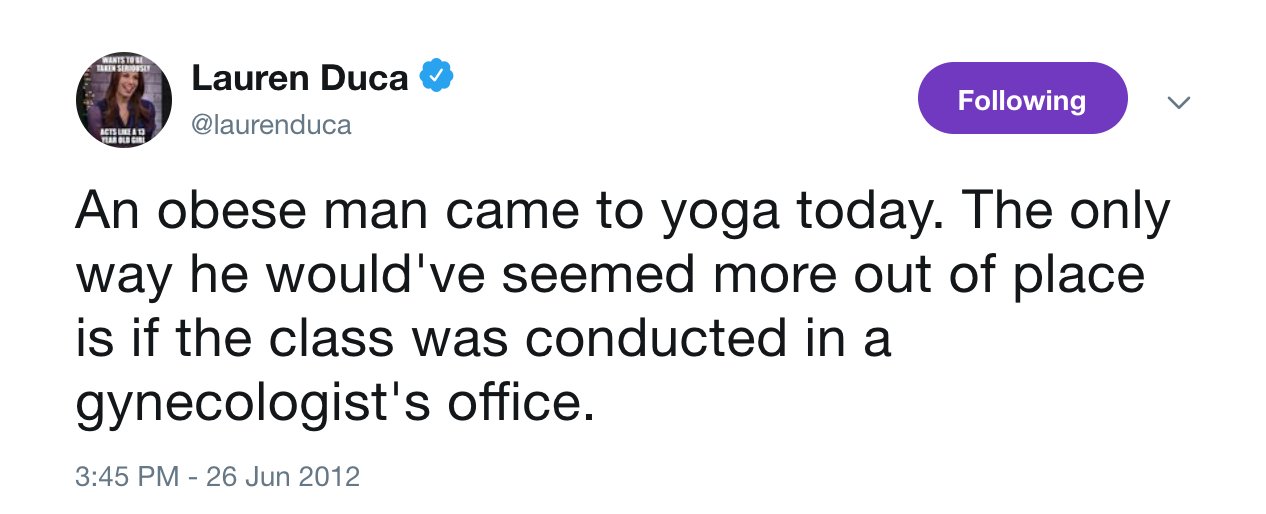 WANTS TO BE
TAKEN SERIOUSLY
ACTS LIKE A 13
YEAR OLD GIRL
Lauren Duca
@laurenduca
Following
An obese man came to yoga today. The only
way he would've seemed more out of place
is if the class was conducted in a
gynecologist's office.
3:45 PM - 26 Jun 2012